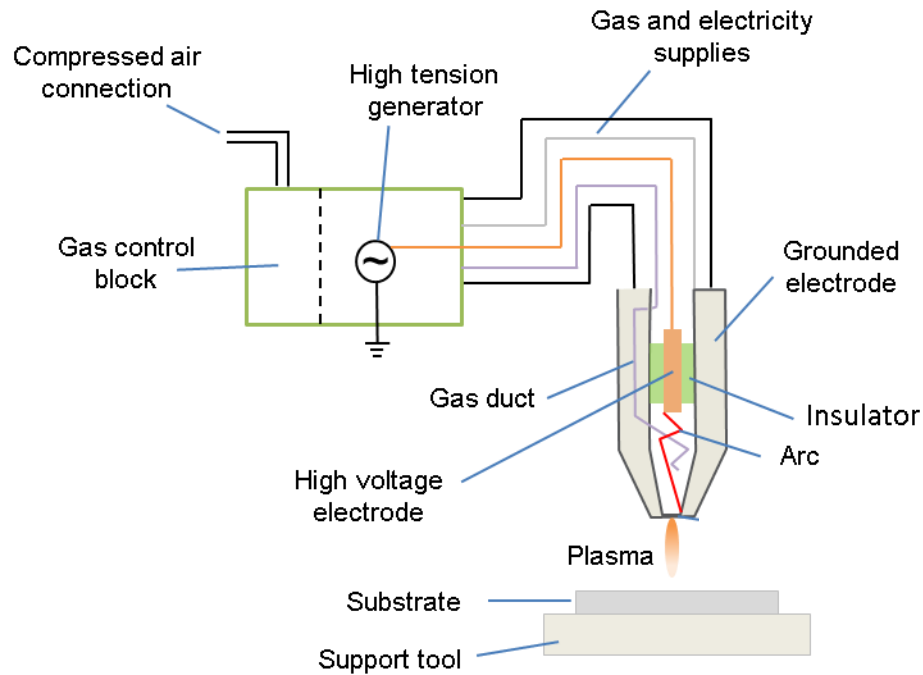 Gas and electricity
supplies
Compressed air
connection
High tension
generator
Gas control
block
~
Grounded
electrode
Gas duct
Insulator
Arc
High voltage
electrode
Plasma
Substrate
Support tool